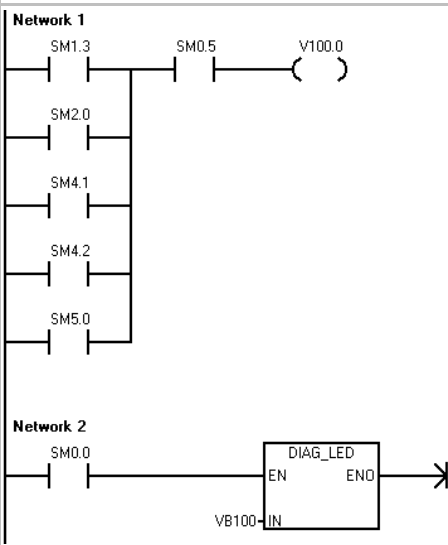 Network 1
SM1.3 SM0.5 V100.0
SM2.0
SM4.1
SM4.2
SM5.0
Network 2
SM0.0 DIAG_LED
EN ENO
VB100 IN